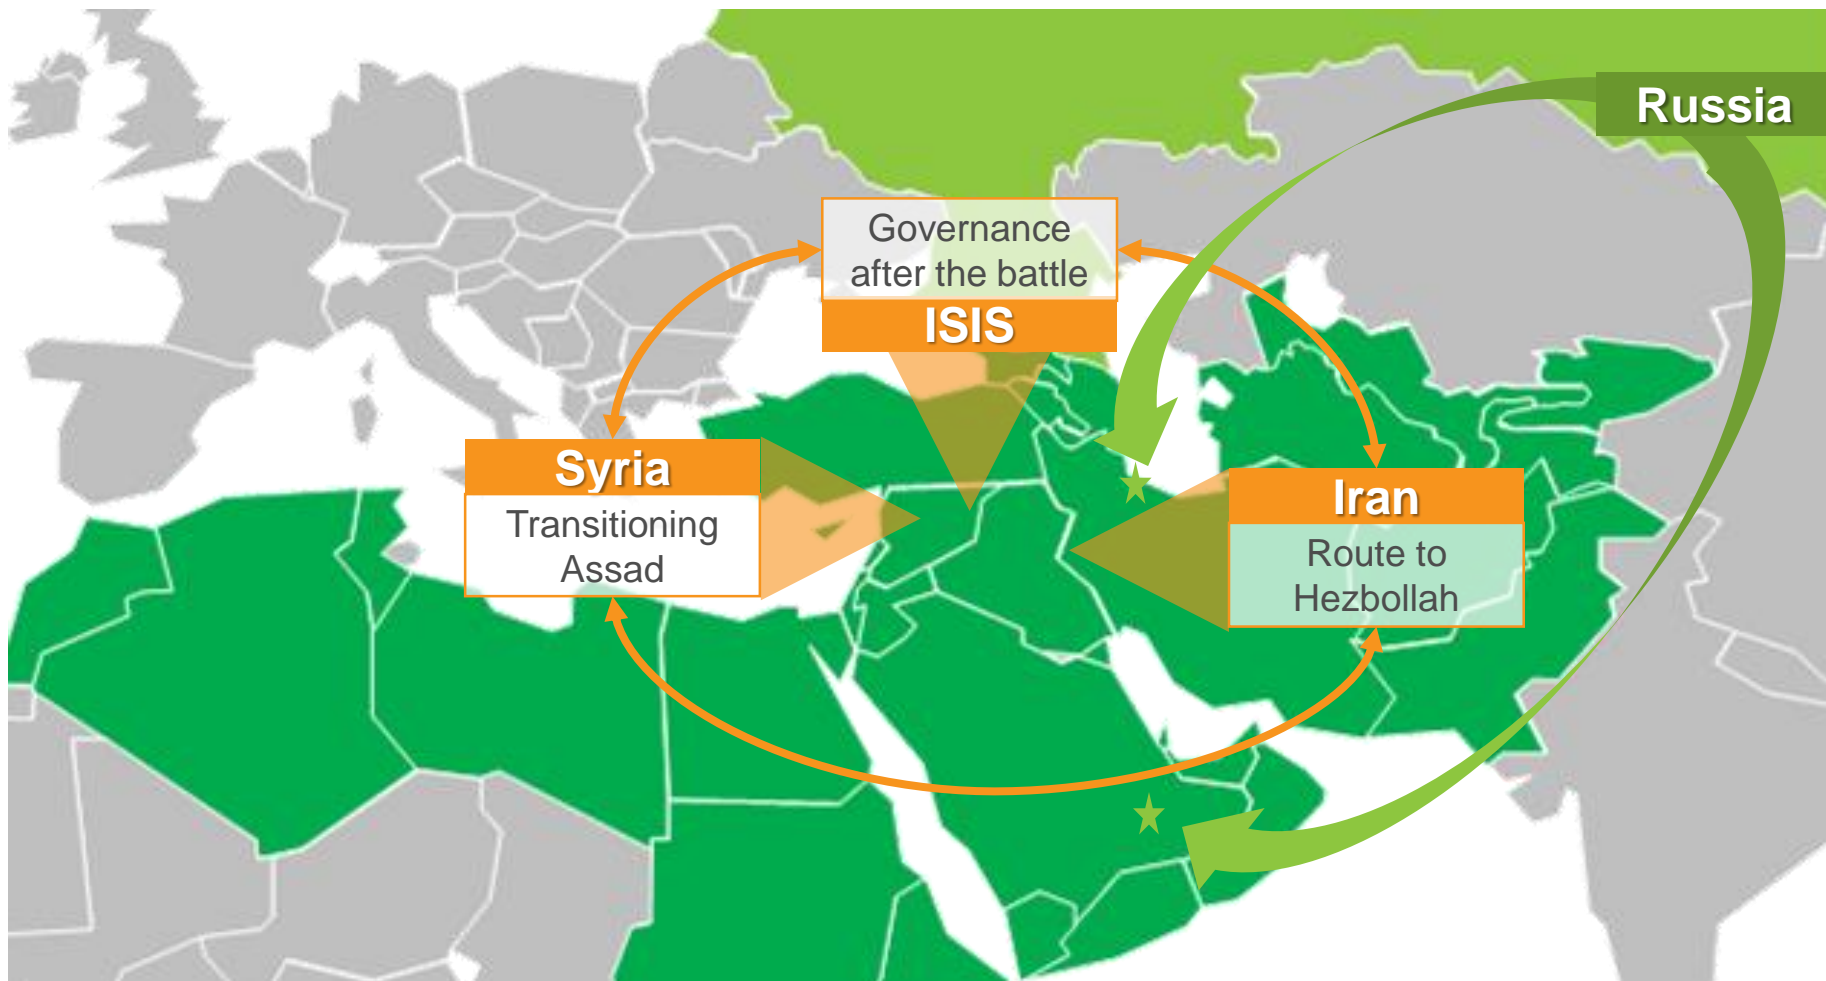 Russia
Governance
after the battle
ISIS
Syria
Transitioning
Assad
Iran
Route to
Hezbollah